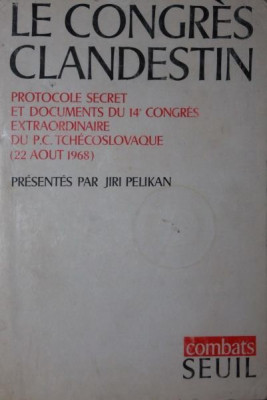 LE CONGRÈS
CLANDESTIN
PROTOCOLE SECRET
ET DOCUMENTS DU 14e CONGRÈS
EXTRAORDINAIRE
DU P.C. TCHÉCOSLOVAQUE
(22 AOUT 1968)
PRÉSENTÉS PAR JIRI PELIKAN
combats
SEUIL